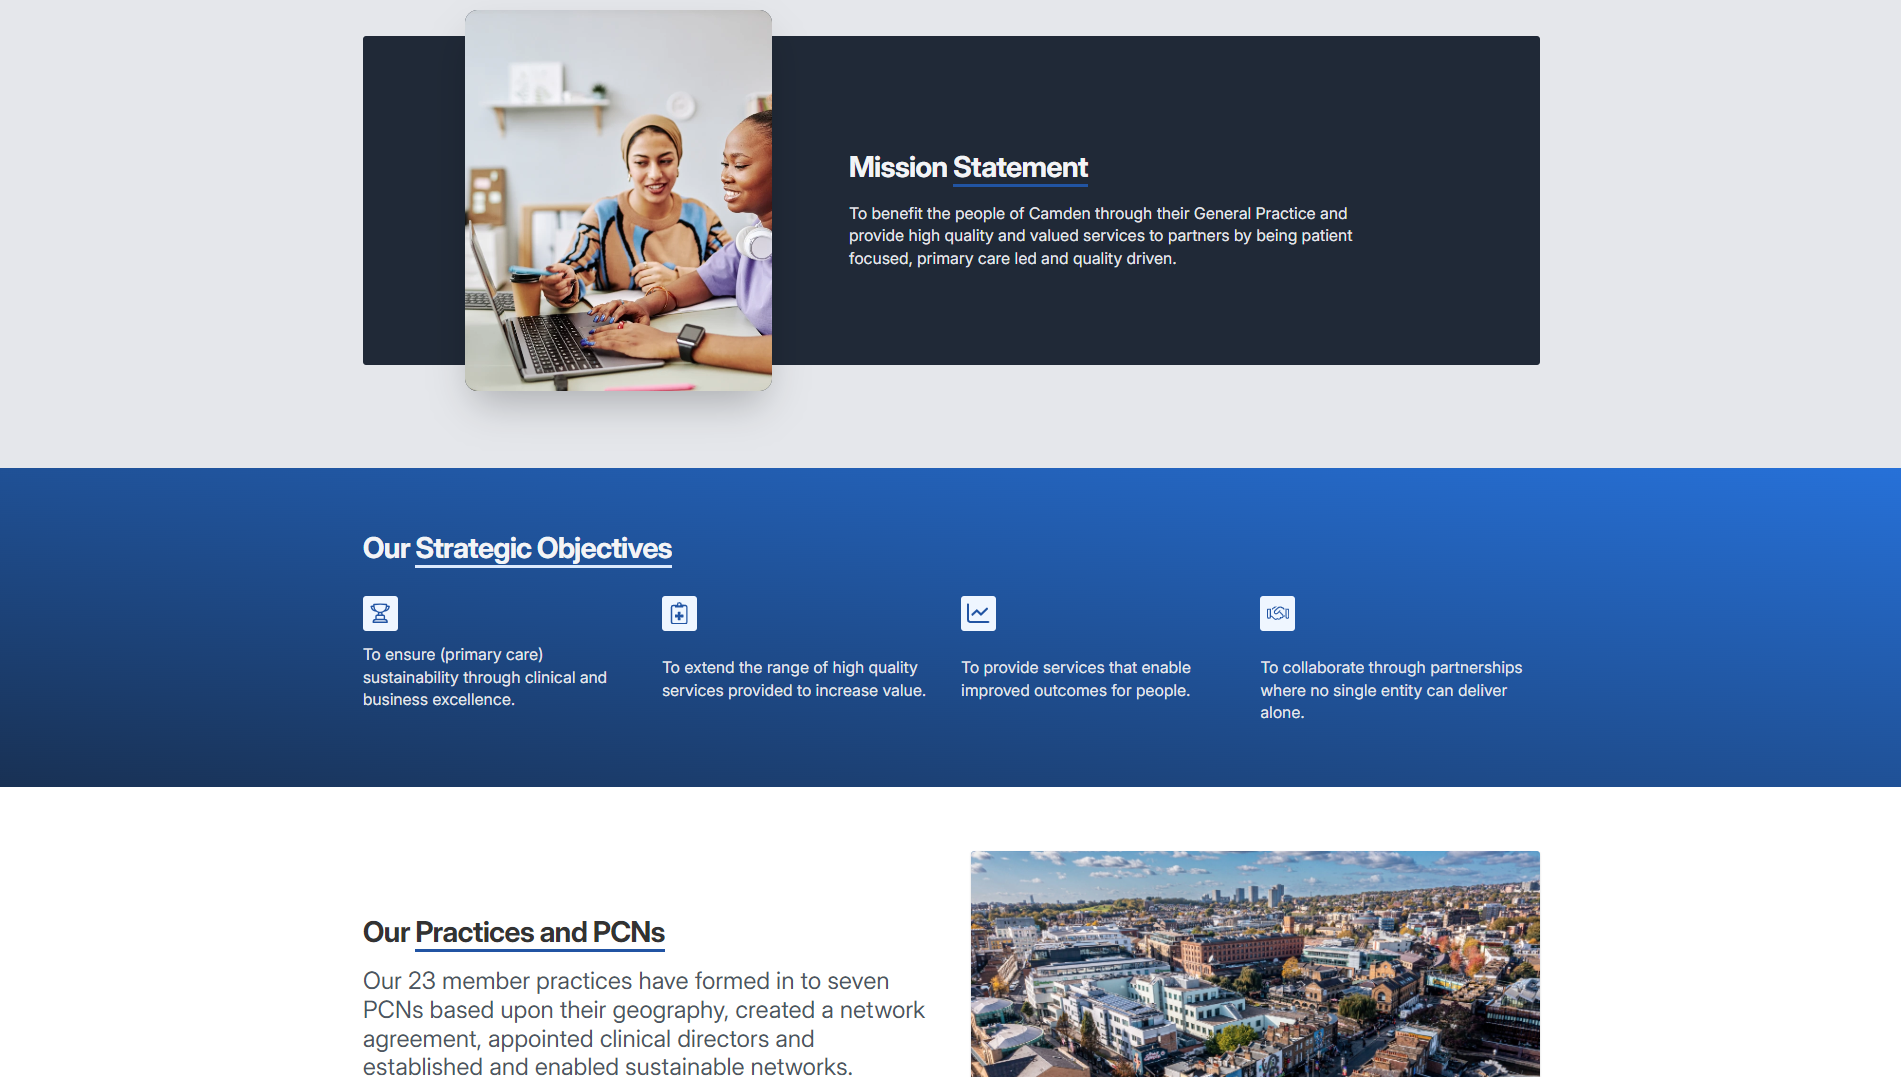 Mission Statement
To benefit the people of Camden through their General Practice and
provide high quality and valued services to partners by being patient
focused, primary care led and quality driven.
Our Strategic Objectives
To ensure (primary care)
sustainability through clinical and
business excellence.
To extend the range of high quality
services provided to increase value.
To provide services that enable
improved outcomes for people.
To collaborate through partnerships
where no single entity can deliver
alone.
Our Practices and PCNs
Our 23 member practices have formed in to seven
PCNs based upon their geography, created a network
agreement, appointed clinical directors and
established and enabled sustainable networks.